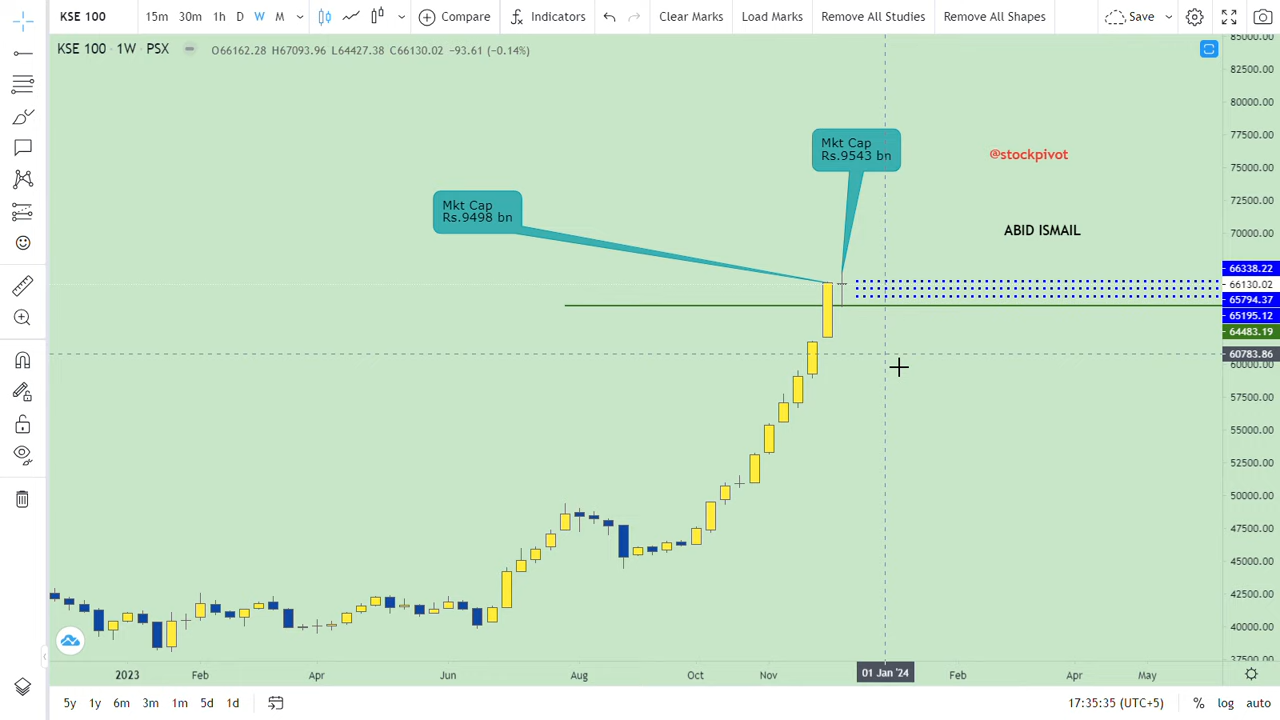 KSE 100
15m
30m
1h
D
W
M
Compare
Indicators
Clear Marks
Load Marks
Remove All Studies
Remove All Shapes
Save
KSE 100 · 1W · PSX
O66162.28 H67093.96 L64427.38 C66130.02 −93.61 (−0.14%)
Mkt Cap
Rs.9543 bn
Mkt Cap
Rs.9498 bn
@stockpivot
ABID ISMAIL
85000.00
82500.00
80000.00
77500.00
75000.00
72500.00
70000.00
66338.22
66130.02
65794.37
65195.12
64483.19
60783.86
60000.00
57500.00
55000.00
52500.00
50000.00
47500.00
45000.00
42500.00
40000.00
37500.00
2023
Feb
Apr
Jun
Aug
Oct
Nov
01 Jan '24
Feb
Apr
May
5y
1y
6m
3m
1m
5d
1d
17:35:35 (UTC+5)
%
log
auto